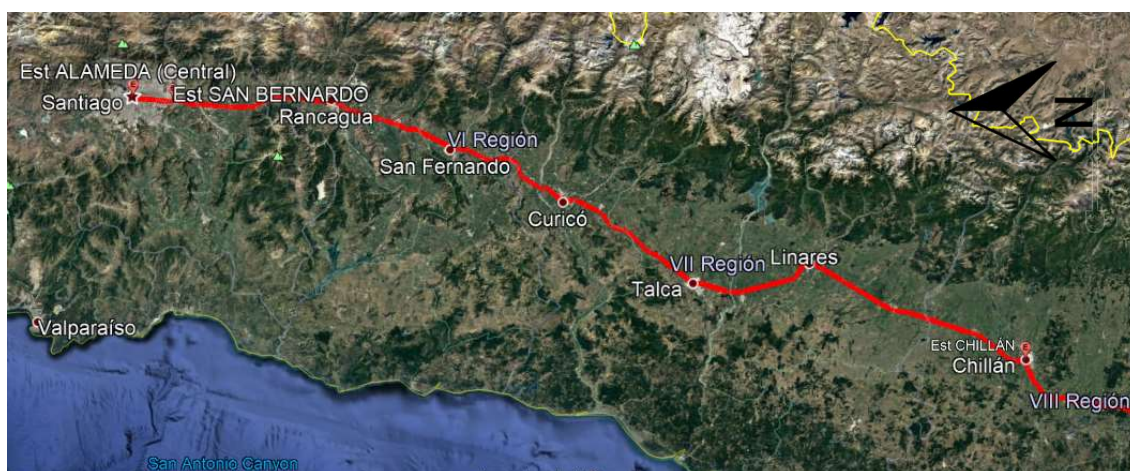 Est ALAMEDA (Central)
Santiago
Est SAN BERNARDO
Rancagua
VI Región
San Fernando
Curicó
VII Región
Talca
Linares
Est CHILLÁN
Chillán
VIII Región
Valparaíso
San Antonio Canyon
N